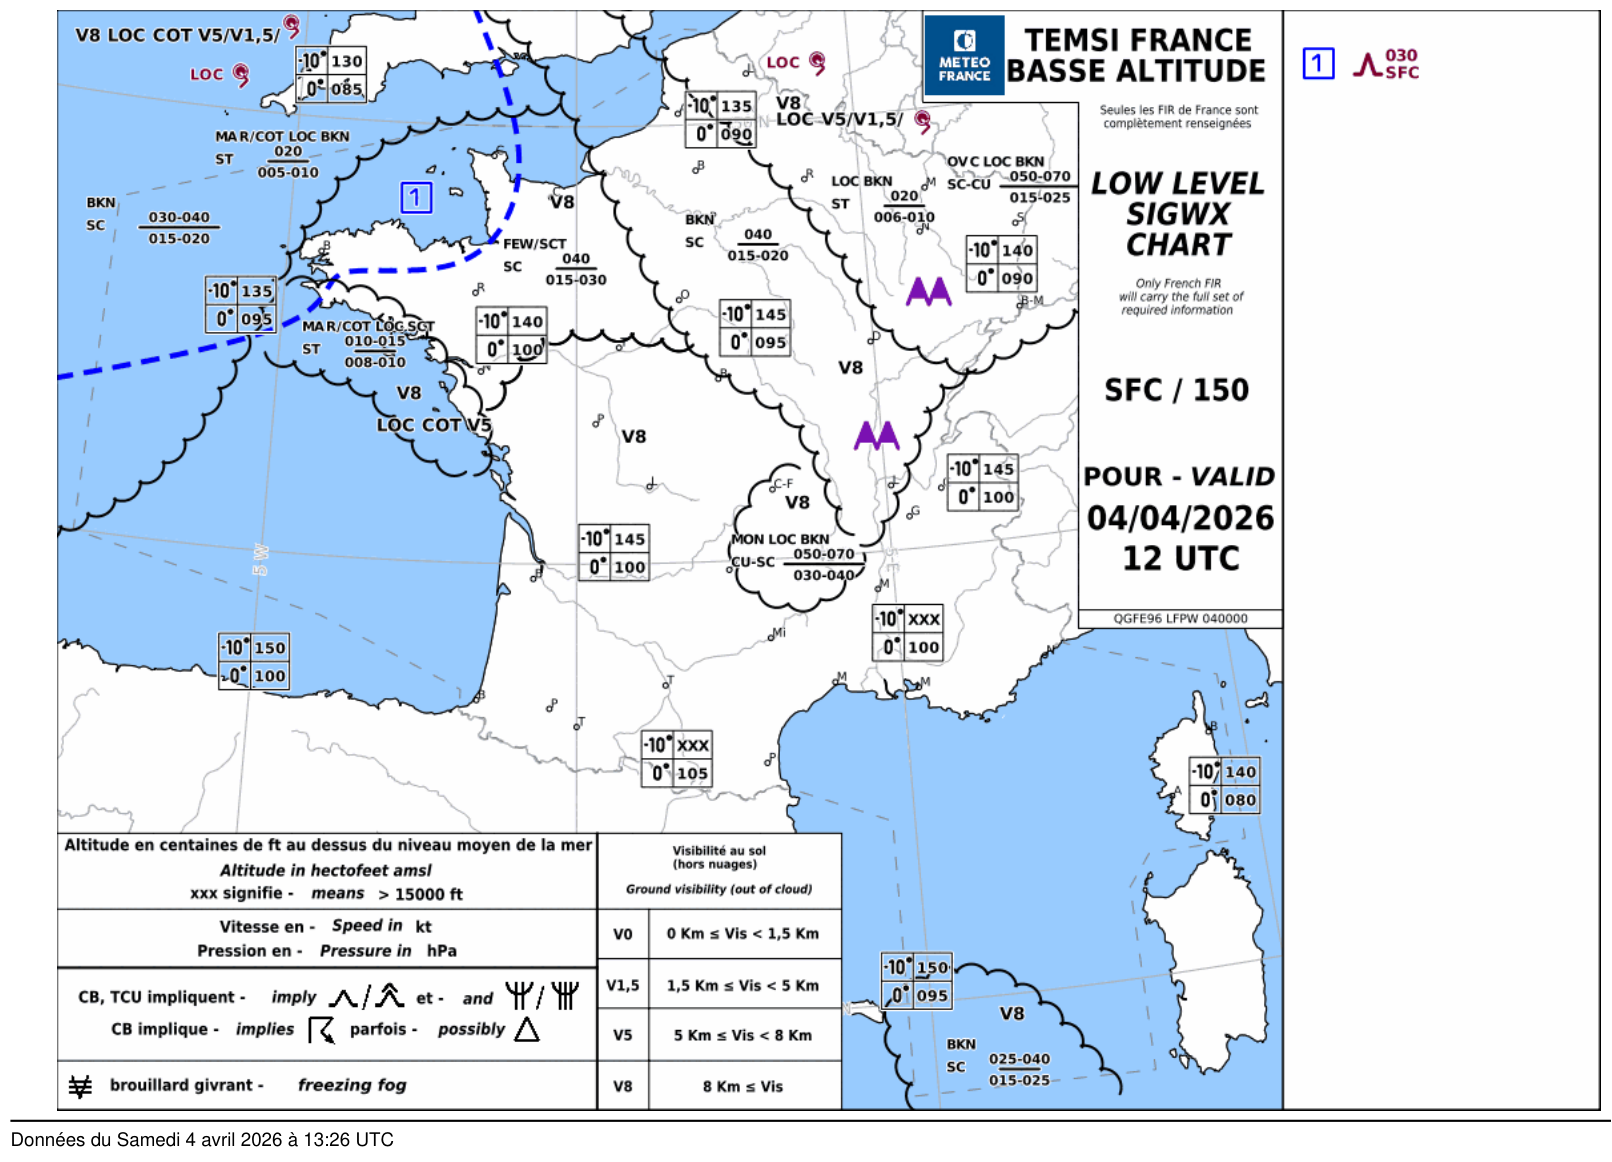 V8 LOC COT V5/V1,5/
LOC
-10° 130
0° 085
MAR/COT LOC BKN
ST 020
005-010
BKN
SC 030-040
015-020
1
V8
FEW/SCT
SC 040
015-030
-10° 135
0° 095
MAR/COT LOC SCT
ST 010-015
008-010
V8
LOC COT V5
-10° 140
0° 100
LOC
-10° 135
0° 090
V8
LOC V5/V1,5/
OVC LOC BKN
SC-CU 050-070
015-025
LOC BKN
ST 020
006-010
BKN
SC 040
015-020
-10° 140
0° 090
-10° 145
0° 095
V8
V8
-10° 145
0° 100
V8
MON LOC BKN
CU-SC 050-070
030-040
-10° 145
0° 100
-10° XXX
0° 100
-10° 150
0° 100
-10° XXX
0° 105
-10° 140
0° 080
-10° 150
0° 095
V8
BKN
SC 025-040
015-025
5 W
B
C
R
N
P
L
B
B
P
T
T
Mi
C-F
M
M
M
N
P
G
L
D
B-M
S
N
M
R
B
L
O
B
A
METEO
FRANCE
TEMSI FRANCE
BASSE ALTITUDE
Seules les FIR de France sont
complètement renseignées
LOW LEVEL
SIGWX
CHART
Only French FIR
will carry the full set of
required information
SFC / 150
POUR - VALID
04/04/2026
12 UTC
QGFE96 LFPW 040000
1 030
SFC
Altitude en centaines de ft au dessus du niveau moyen de la mer
Altitude in hectofeet amsl
xxx signifie - means > 15000 ft
Vitesse en - Speed in kt
Pression en - Pressure in hPa
CB, TCU impliquent - imply / et - and /
CB implique - implies parfois - possibly
brouillard givrant - freezing fog
Visibilité au sol
(hors nuages)
Ground visibility (out of cloud)
V0 0 Km ≤ Vis < 1,5 Km
V1,5 1,5 Km ≤ Vis < 5 Km
V5 5 Km ≤ Vis < 8 Km
V8 8 Km ≤ Vis
Données du Samedi 4 avril 2026 à 13:26 UTC